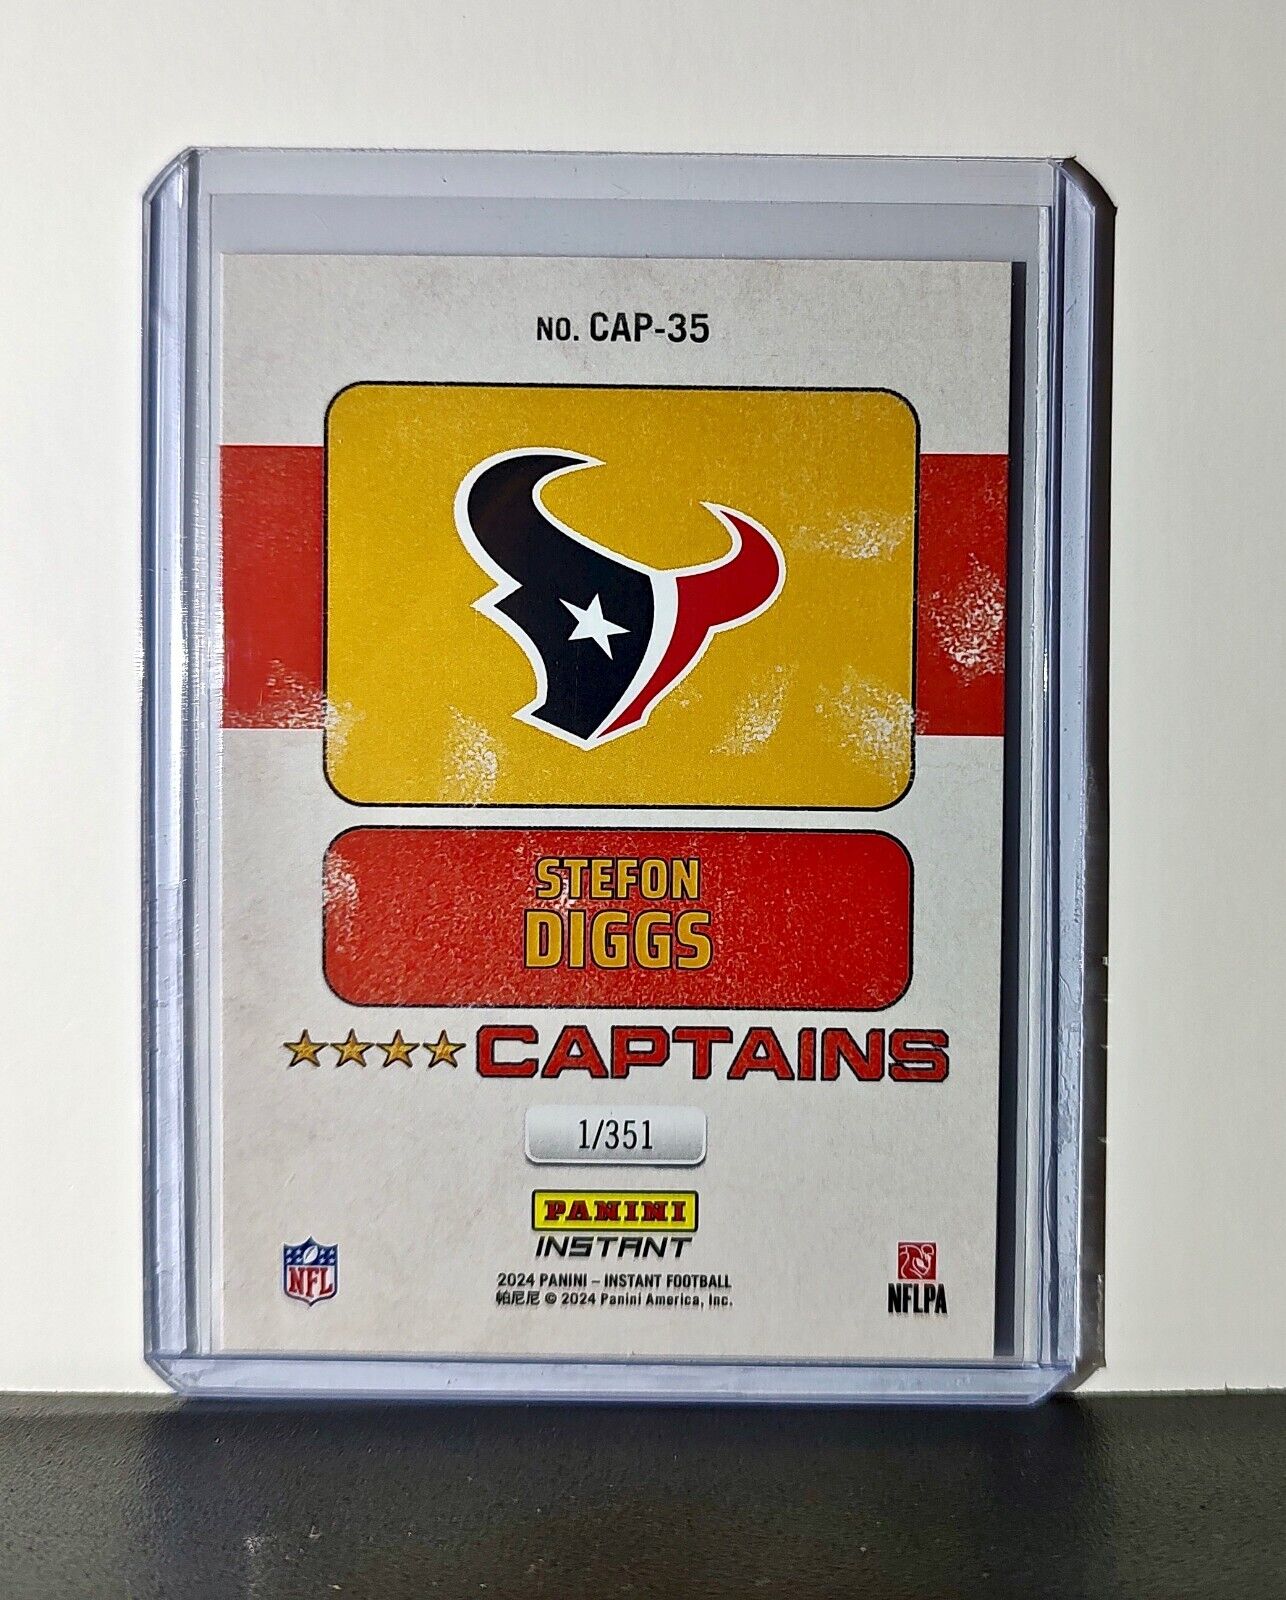 NO. CAP-35
STEFON
DIGGS
CAPTAINS
1/351
PANINI
INSTANT
NFL
2024 PANINI – INSTANT FOOTBALL
帕尼尼 © 2024 Panini America, Inc.
NFLPA